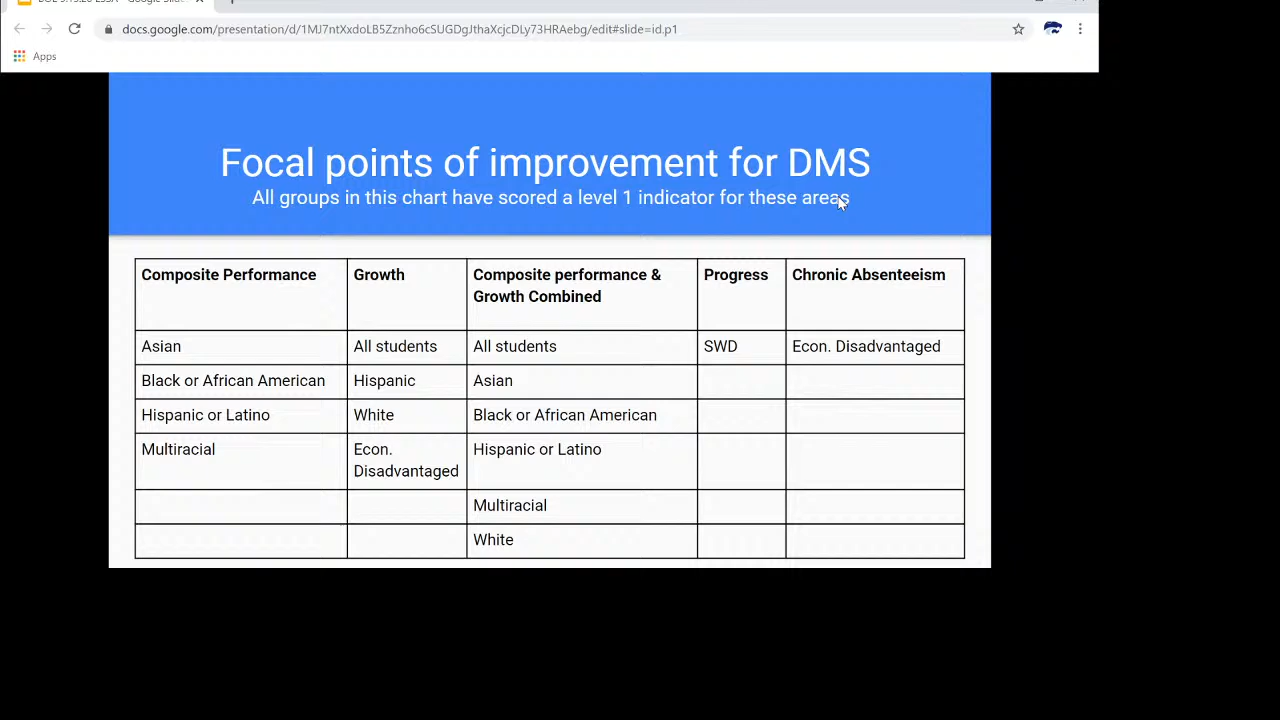 docs.google.com/presentation/d/1MJ7ntXxdoLB5Zznho6cSUGDgJthaXcjcDLy73HRAebg/edit#slide=id.p1
Apps
Focal points of improvement for DMS
All groups in this chart have scored a level 1 indicator for these areas
Composite Performance
Growth
Composite performance &
Growth Combined
Progress
Chronic Absenteeism
Asian
All students
All students
SWD
Econ. Disadvantaged
Black or African American
Hispanic
Asian
Hispanic or Latino
White
Black or African American
Multiracial
Econ.
Disadvantaged
Hispanic or Latino
Multiracial
White